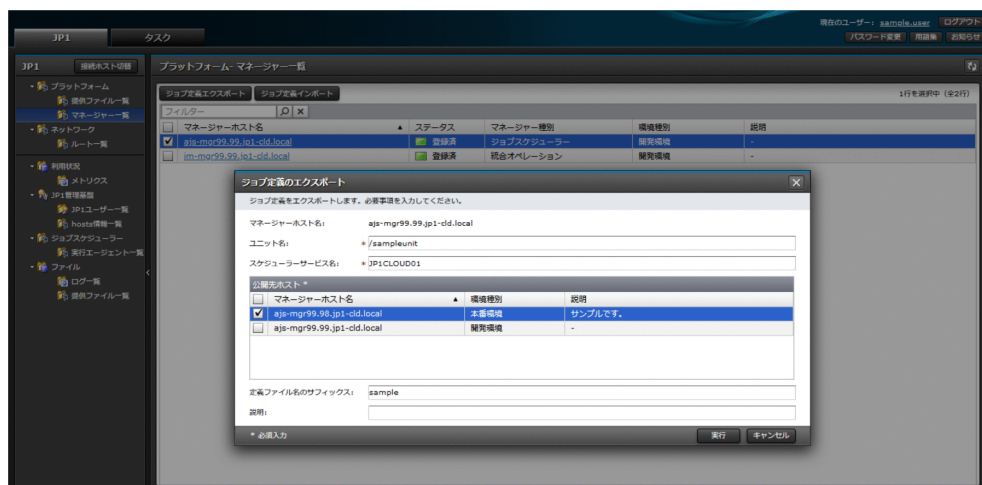 現在のユーザー: sample.user ログアウト
JP1 タスク パスワード変更 用語集 お知らせ
JP1 接続ホスト切替 プラットフォーム- マネージャー一覧
プラットフォーム
提供ファイル一覧
マネージャー一覧
ネットワーク
ルート一覧
利用状況
メトリクス
JP1管理基盤
JP1ユーザー一覧
hosts情報一覧
ジョブスケジューラー
実行エージェント一覧
ファイル
ログ一覧
提供ファイル一覧
ジョブ定義エクスポート ジョブ定義インポート 1行を選択中 (全2行)
フィルター
マネージャーホスト名 ▲ ステータス マネージャー種別 環境種別 説明
ajs-mgr99.99.jp1-cld.local 登録済 ジョブスケジューラー 開発環境 -
im-mgr99.99.jp1-cld.local 登録済 統合オペレーション 開発環境 -
ジョブ定義のエクスポート
ジョブ定義をエクスポートします。必要事項を入力してください。
マネージャーホスト名: ajs-mgr99.99.jp1-cld.local
ユニット名: * /sampleunit
スケジューラーサービス名: * JP1CLOUD01
公開先ホスト *
マネージャーホスト名 ▲ 環境種別 説明
ajs-mgr99.98.jp1-cld.local 本番環境 サンプルです。
ajs-mgr99.99.jp1-cld.local 開発環境 -
定義ファイル名のサフィックス: sample
説明:
* 必須入力 実行 キャンセル